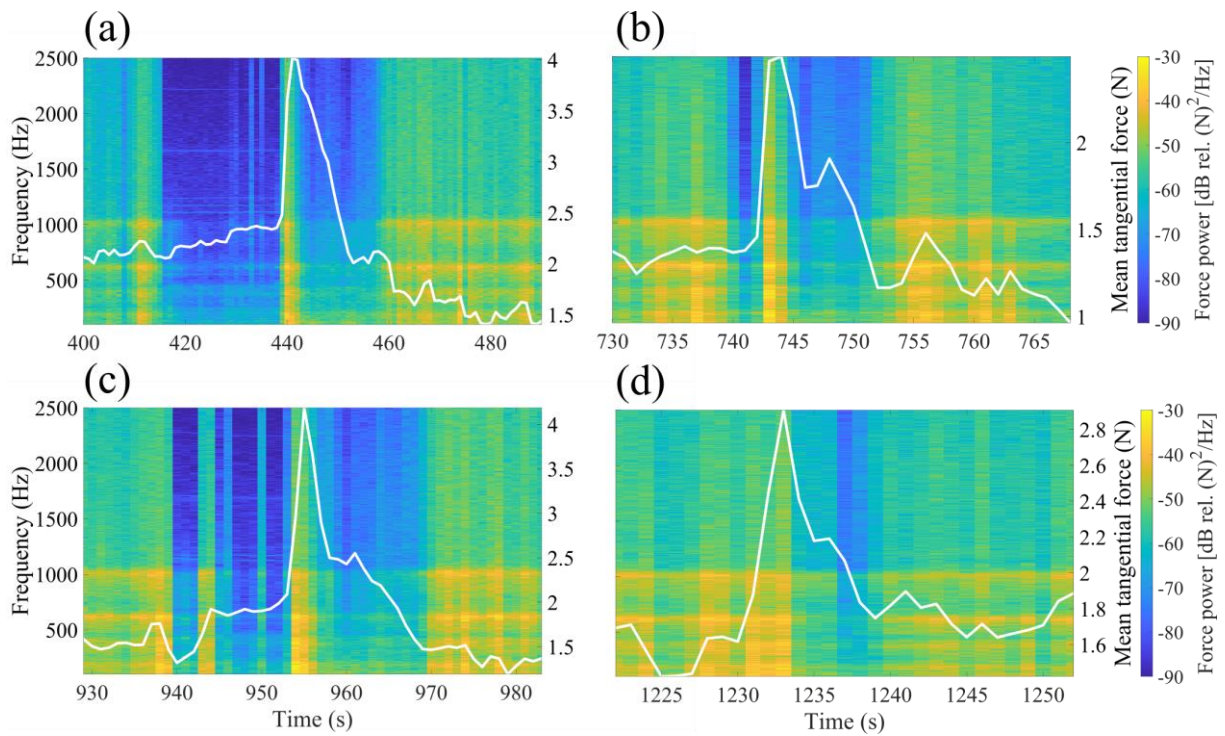 (a)
2500
2000
1500
1000
500
Frequency (Hz)
4
3.5
3
2.5
2
1.5
400 420 440 460 480
(b)
2
1.5
1
Mean tangential force (N)
730 735 740 745 750 755 760 765
-30
-40
-50
-60
-70
-80
-90
Force power [dB rel. (N)²/Hz]
(c)
2500
2000
1500
1000
500
Frequency (Hz)
4
3.5
3
2.5
2
1.5
930 940 950 960 970 980
Time (s)
(d)
2.8
2.6
2.4
2.2
2
1.8
1.6
Mean tangential force (N)
1225 1230 1235 1240 1245 1250
Time (s)
-30
-40
-50
-60
-70
-80
-90
Force power [dB rel. (N)²/Hz]